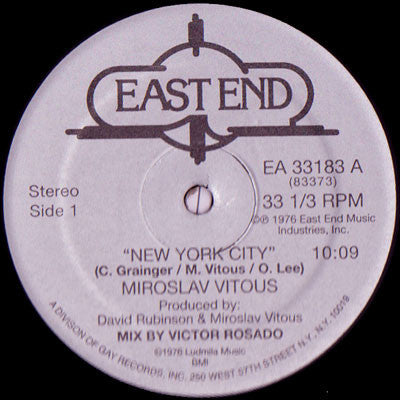 EAST END
EA 33183 A
(83373)
Stereo
Side 1
33 1/3 RPM
©℗ 1976 East End Music
Industries, Inc.
"NEW YORK CITY" 10:09
(C. Grainger / M. Vitous / O. Lee)
MIROSLAV VITOUS
Produced by:
David Rubinson & Miroslav Vitous
MIX BY VICTOR ROSADO
©1976 Ludmila Music
BMI
A DIVISION OF GAY RECORDS, INC. 250 WEST 57TH STREET N.Y., N.Y. 10019